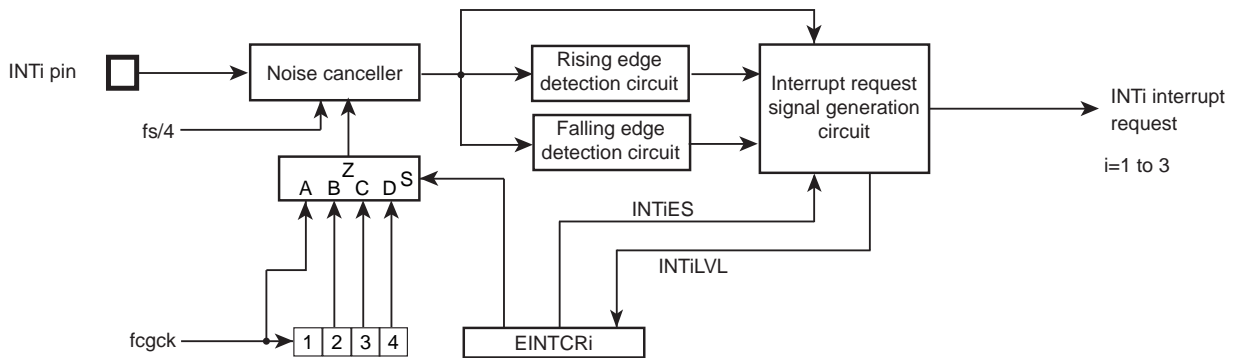 INTi pin
Noise canceller
Rising edge
detection circuit
Falling edge
detection circuit
Interrupt request
signal generation
circuit
INTi interrupt
request
i=1 to 3
fs/4
Z
S
A B C D
INTiES
INTiLVL
fcgck
1 2 3 4
EINTCRi